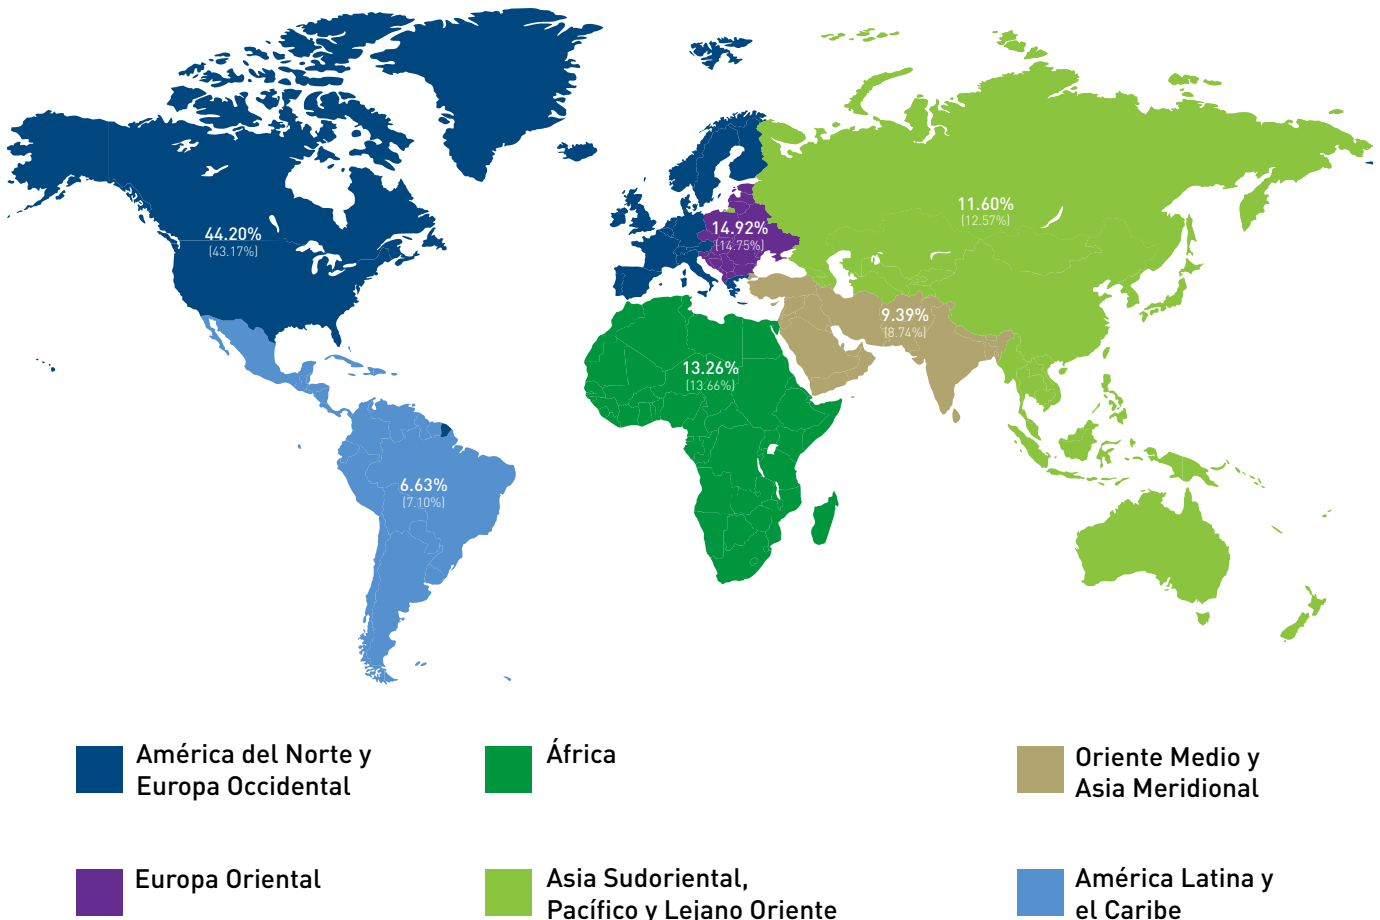 11.60%
(12.57%)
44.20%
(43.17%)
14.92%
(14.75%)
9.39%
(8.74%)
13.26%
(13.66%)
6.63%
(7.10%)
América del Norte y
Europa Occidental
África
Oriente Medio y
Asia Meridional
Europa Oriental
Asia Sudoriental,
Pacífico y Lejano Oriente
América Latina y
el Caribe